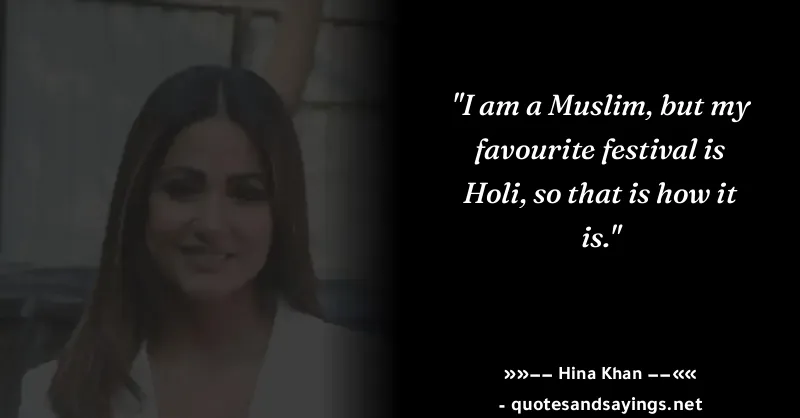 "I am a Muslim, but my
favourite festival is
Holi, so that is how it
is."
»»−− Hina Khan −−««
- quotesandsayings.net